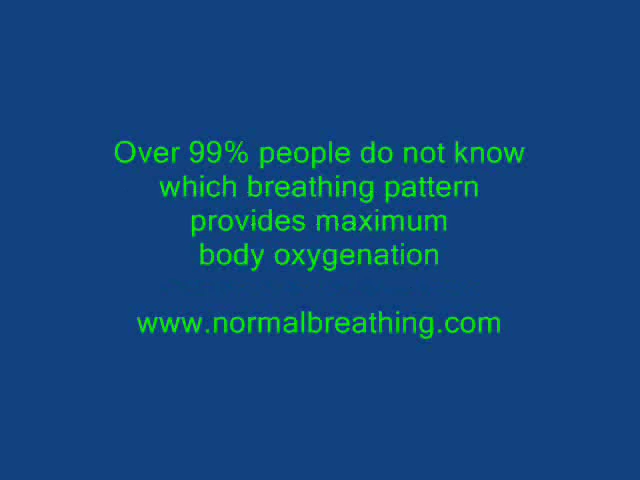 Over 99% people do not know
which breathing pattern
provides maximum
body oxygenation
www.normalbreathing.com